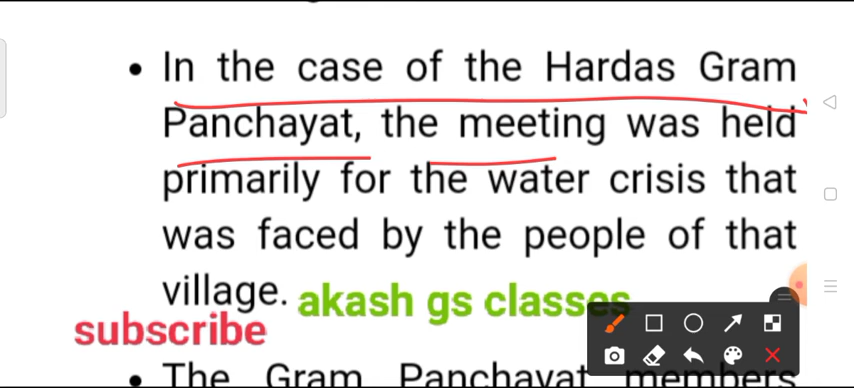 In the case of the Hardas Gram
Panchayat, the meeting was held
primarily for the water crisis that
was faced by the people of that
village.
akash gs classes
subscribe
The Gram Panchayat members